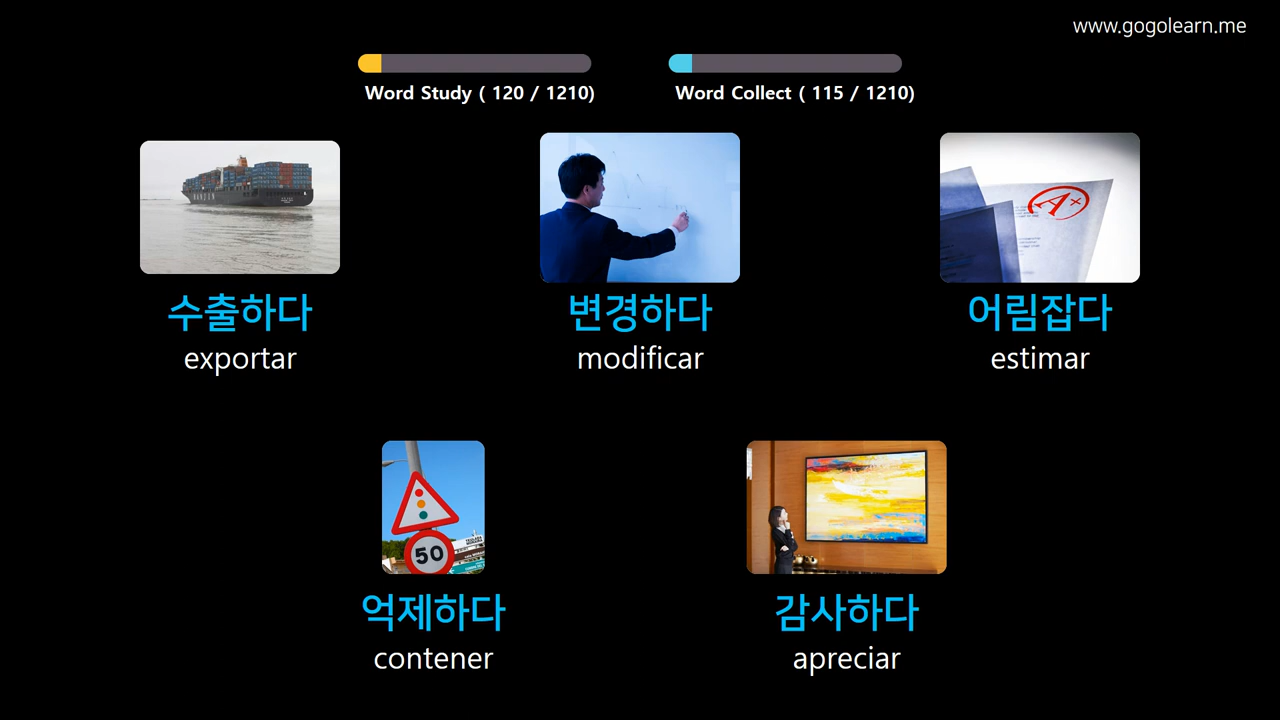 www.gogolearn.me
Word Study ( 120 / 1210)
Word Collect ( 115 / 1210)
A+
수출하다
변경하다
어림잡다
exportar
modificar
estimar
50
억제하다
감사하다
contener
apreciar